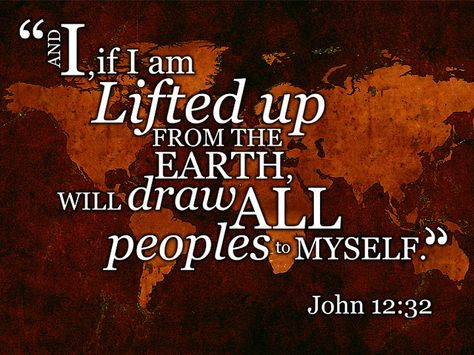 “AND I, if I am
Lifted up
FROM THE
EARTH,
WILL draw ALL
peoples to MYSELF.”
John 12:32